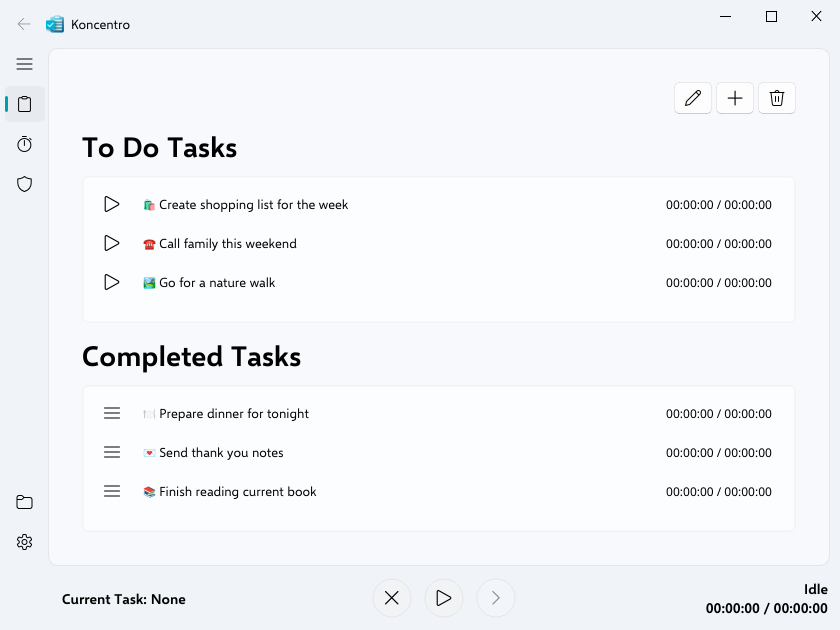 Koncentro
To Do Tasks
🛍️ Create shopping list for the week 00:00:00 / 00:00:00
☎️ Call family this weekend 00:00:00 / 00:00:00
🏞️ Go for a nature walk 00:00:00 / 00:00:00
Completed Tasks
🍽️ Prepare dinner for tonight 00:00:00 / 00:00:00
💌 Send thank you notes 00:00:00 / 00:00:00
📚 Finish reading current book 00:00:00 / 00:00:00
Current Task: None
Idle
00:00:00 / 00:00:00